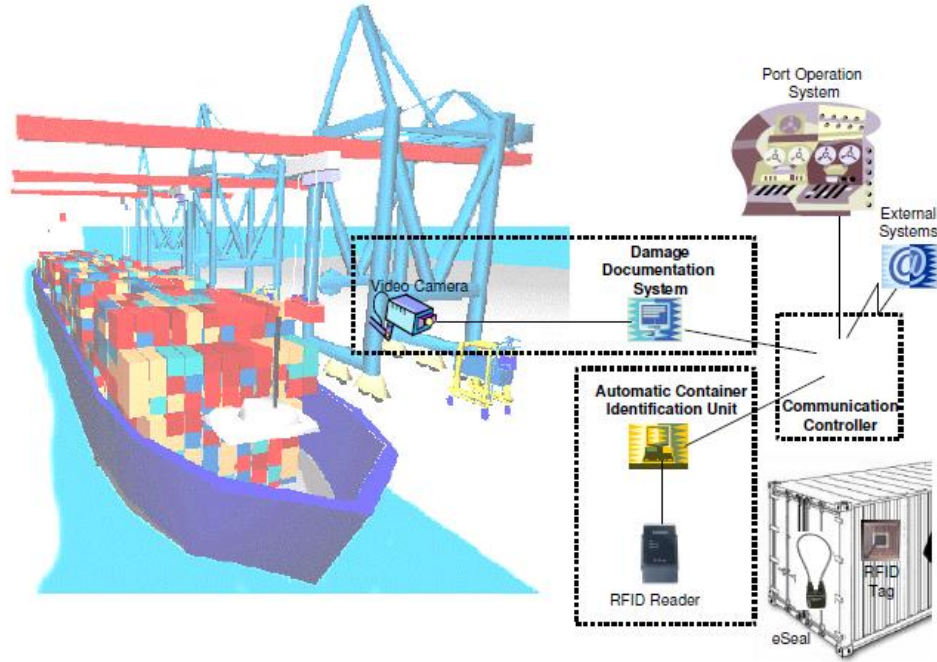 Port Operation
System
External
Systems
Damage
Documentation
System
Video Camera
Automatic Container
Identification Unit
Communication
Controller
RFID Reader
RFID
Tag
eSeal